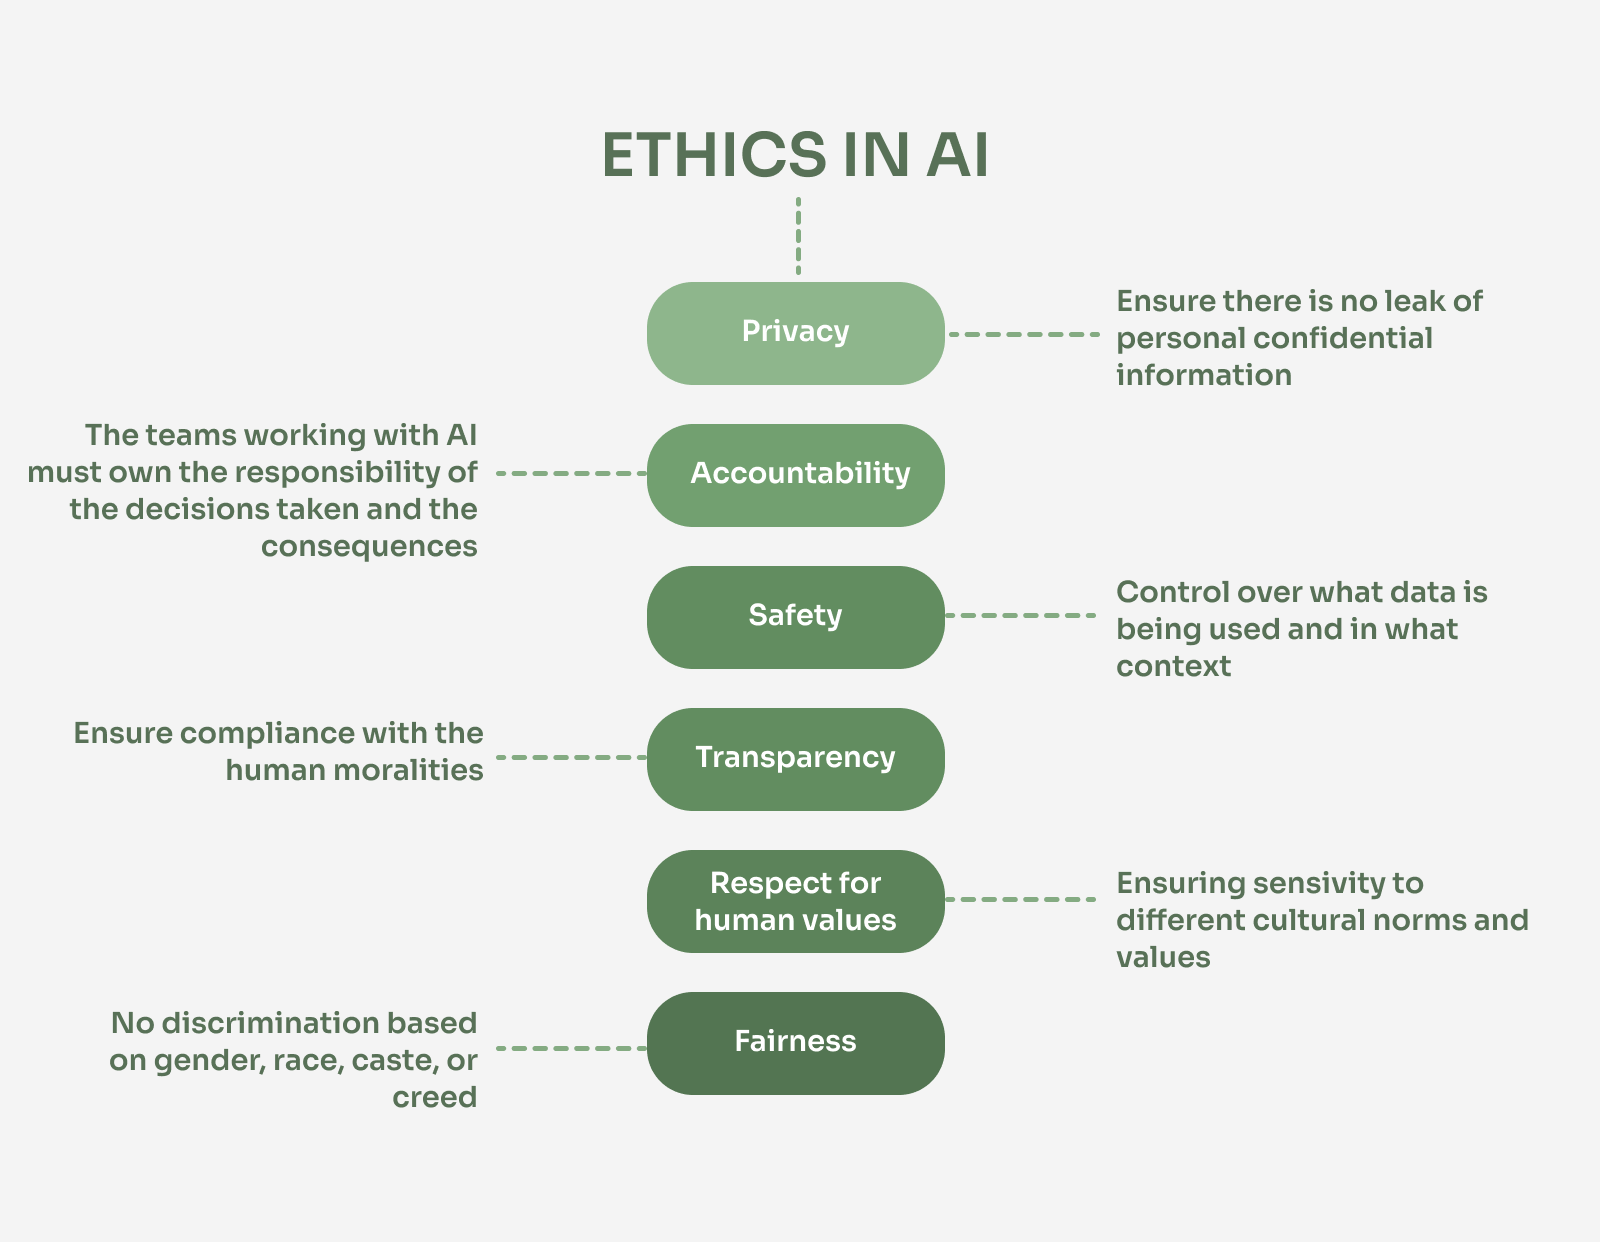 ETHICS IN AI
Privacy
Ensure there is no leak of
personal confidential
information
The teams working with AI
must own the responsibility of
the decisions taken and the
consequences
Accountability
Safety
Control over what data is
being used and in what
context
Ensure compliance with the
human moralities
Transparency
Respect for
human values
Ensuring sensivity to
different cultural norms and
values
No discrimination based
on gender, race, caste, or
creed
Fairness